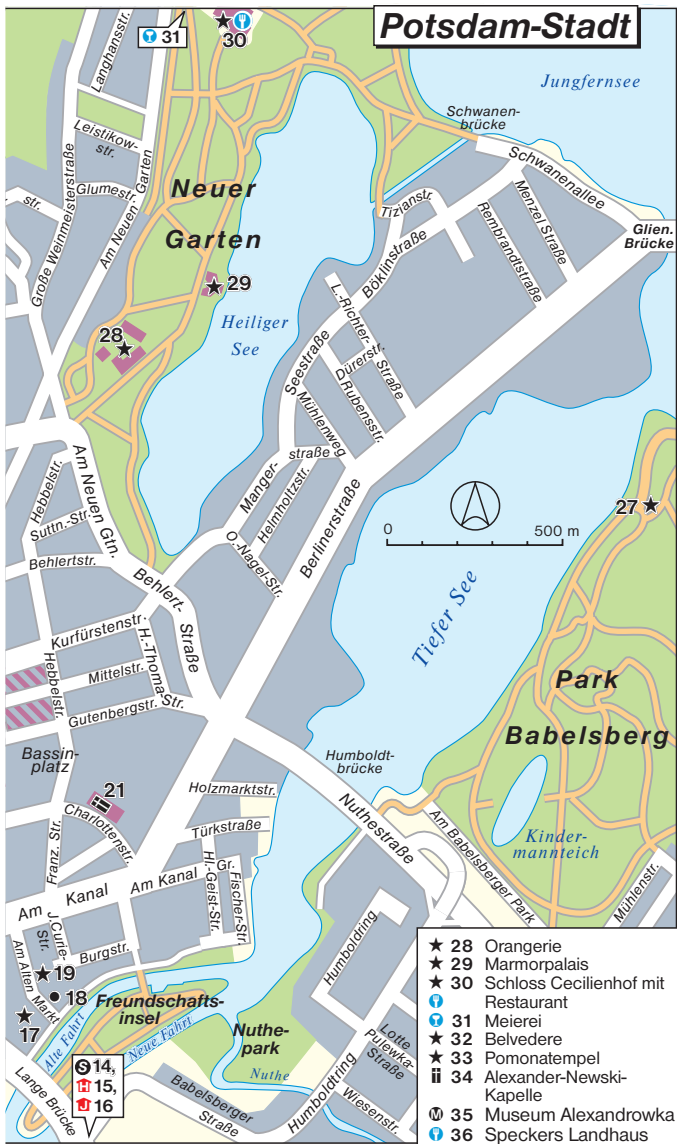 Potsdam-Stadt
31
30
Jungfernsee
Langhansstr.
Schwanen-
brücke
Leistikow-
str.
Schwanenallee
Glumestr.
Neuer
Garten
str.
Große Weinmeisterstraße
Am Neuen Garten
Tizianstr.
Menzel Straße
Rembrandtstraße
Glien.
Brücke
Böklinstraße
29
28
Heiliger
See
L.-Richter-
Straße
Seestraße
Dürerstr.
Rubensstr.
Mühlenweg
Manger-
straße
Helmholtzstr.
O.-Nagel-Str.
Berlinerstraße
Am Neuen Gtn.
Hebbelstr.
Suttn.-Str.
Behlertstr.
Behlert-
Straße
27
0
500 m
Tiefer See
Kurfürstenstr.
H.-Thoma-
Str.
Mittelstr.
Hebbelstr.
Gutenbergstr.
Park
Babelsberg
Bassin-
platz
Humboldt-
brücke
Holzmarktstr.
21
Charlottenstr.
Franz. Str.
Türkstraße
Nuthestraße
Am Babelsberger Park
Kinder-
mannteich
Mühlenstr.
Am Kanal
Am Kanal
Hl.-Geist-Str.
Gr.
Fischer-Str.
J.Curie-
Str.
Burgstr.
Am Alten Markt
19
18
17
Freundschafts-
insel
Alte Fahrt
Neue Fahrt
Nuthe-
park
Nuthe
Humboldring
Humboldtring
Lotte
Pulewka-
Straße
Wiesenstr.
Babelsberger
Straße
Lange Brücke
S 14,
H 15,
J 16
28 Orangerie
29 Marmorpalais
30 Schloss Cecilienhof mit
Restaurant
31 Meierei
32 Belvedere
33 Pomonatempel
34 Alexander-Newski-
Kapelle
M 35 Museum Alexandrowka
36 Speckers Landhaus